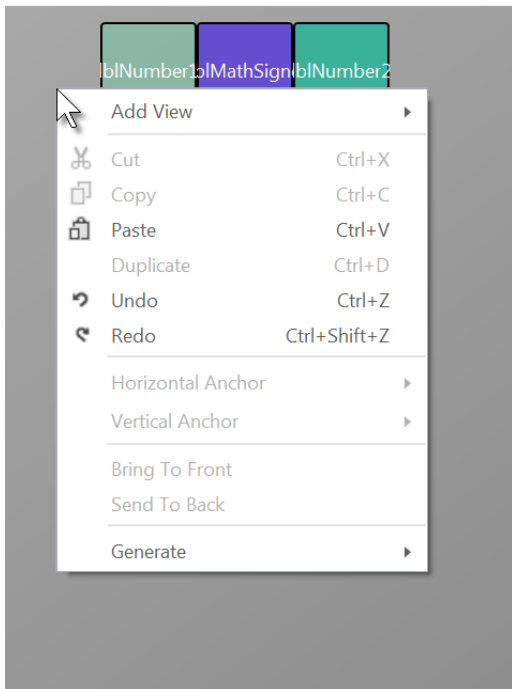 lblNumber1 lblMathSign lblNumber2
Add View
Cut Ctrl+X
Copy Ctrl+C
Paste Ctrl+V
Duplicate Ctrl+D
Undo Ctrl+Z
Redo Ctrl+Shift+Z
Horizontal Anchor
Vertical Anchor
Bring To Front
Send To Back
Generate